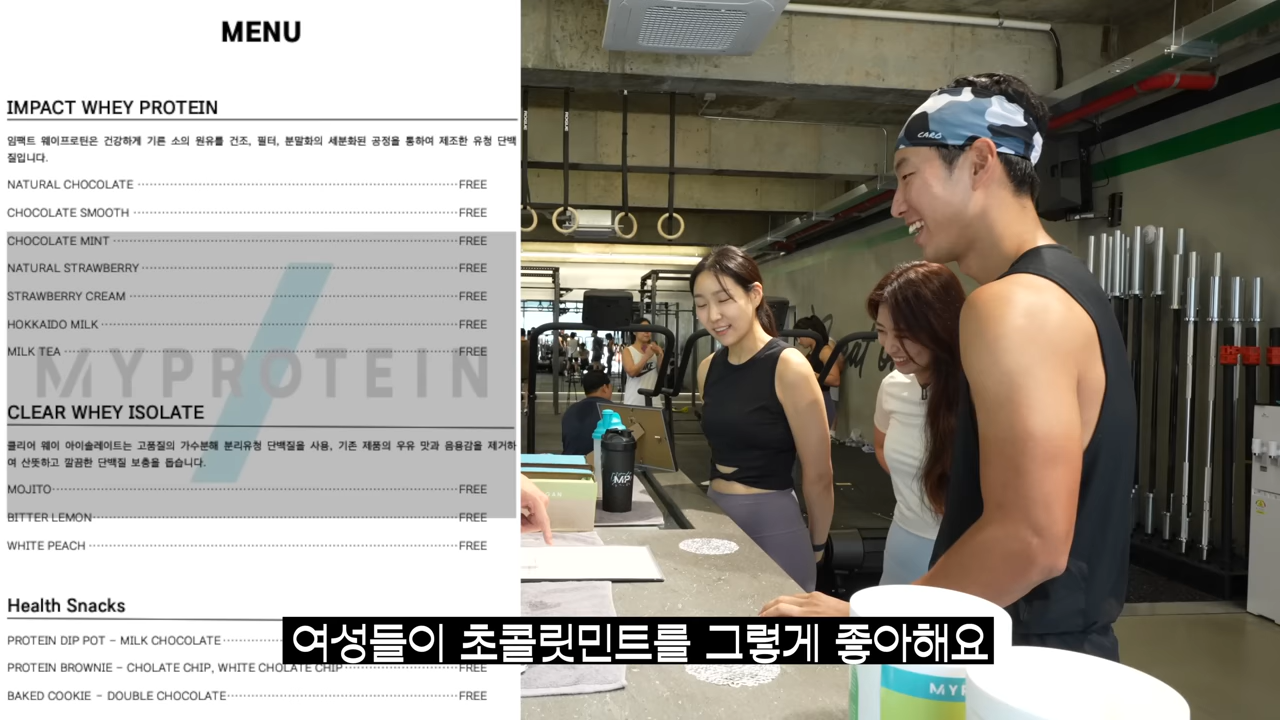 MENU
IMPACT WHEY PROTEIN
임팩트 웨이프로틴은 건강하게 기른 소의 원유를 건조, 필터, 분말화의 세분화된 공정을 통하여 제조한 유청 단백
질입니다.
NATURAL CHOCOLATE FREE
CHOCOLATE SMOOTH FREE
CHOCOLATE MINT FREE
NATURAL STRAWBERRY FREE
STRAWBERRY CREAM FREE
HOKKAIDO MILK FREE
MILK TEA FREE
MYPROTEIN
CLEAR WHEY ISOLATE
클리어 웨이 아이솔레이트는 고품질의 가수분해 분리유청 단백질을 사용, 기존 제품의 우유 맛과 음용감을 제거하
여 산뜻하고 깔끔한 단백질 보충을 돕습니다.
MOJITO FREE
BITTER LEMON FREE
WHITE PEACH FREE
Health Snacks
PROTEIN DIP POT - MILK CHOCOLATE
PROTEIN BROWNIE - CHOLATE CHIP, WHITE CHOLATE CHIP FREE
BAKED COOKIE - DOUBLE CHOCOLATE FREE
CARO
ROGUE
MP
여성들이 초콜릿민트를 그렇게 좋아해요